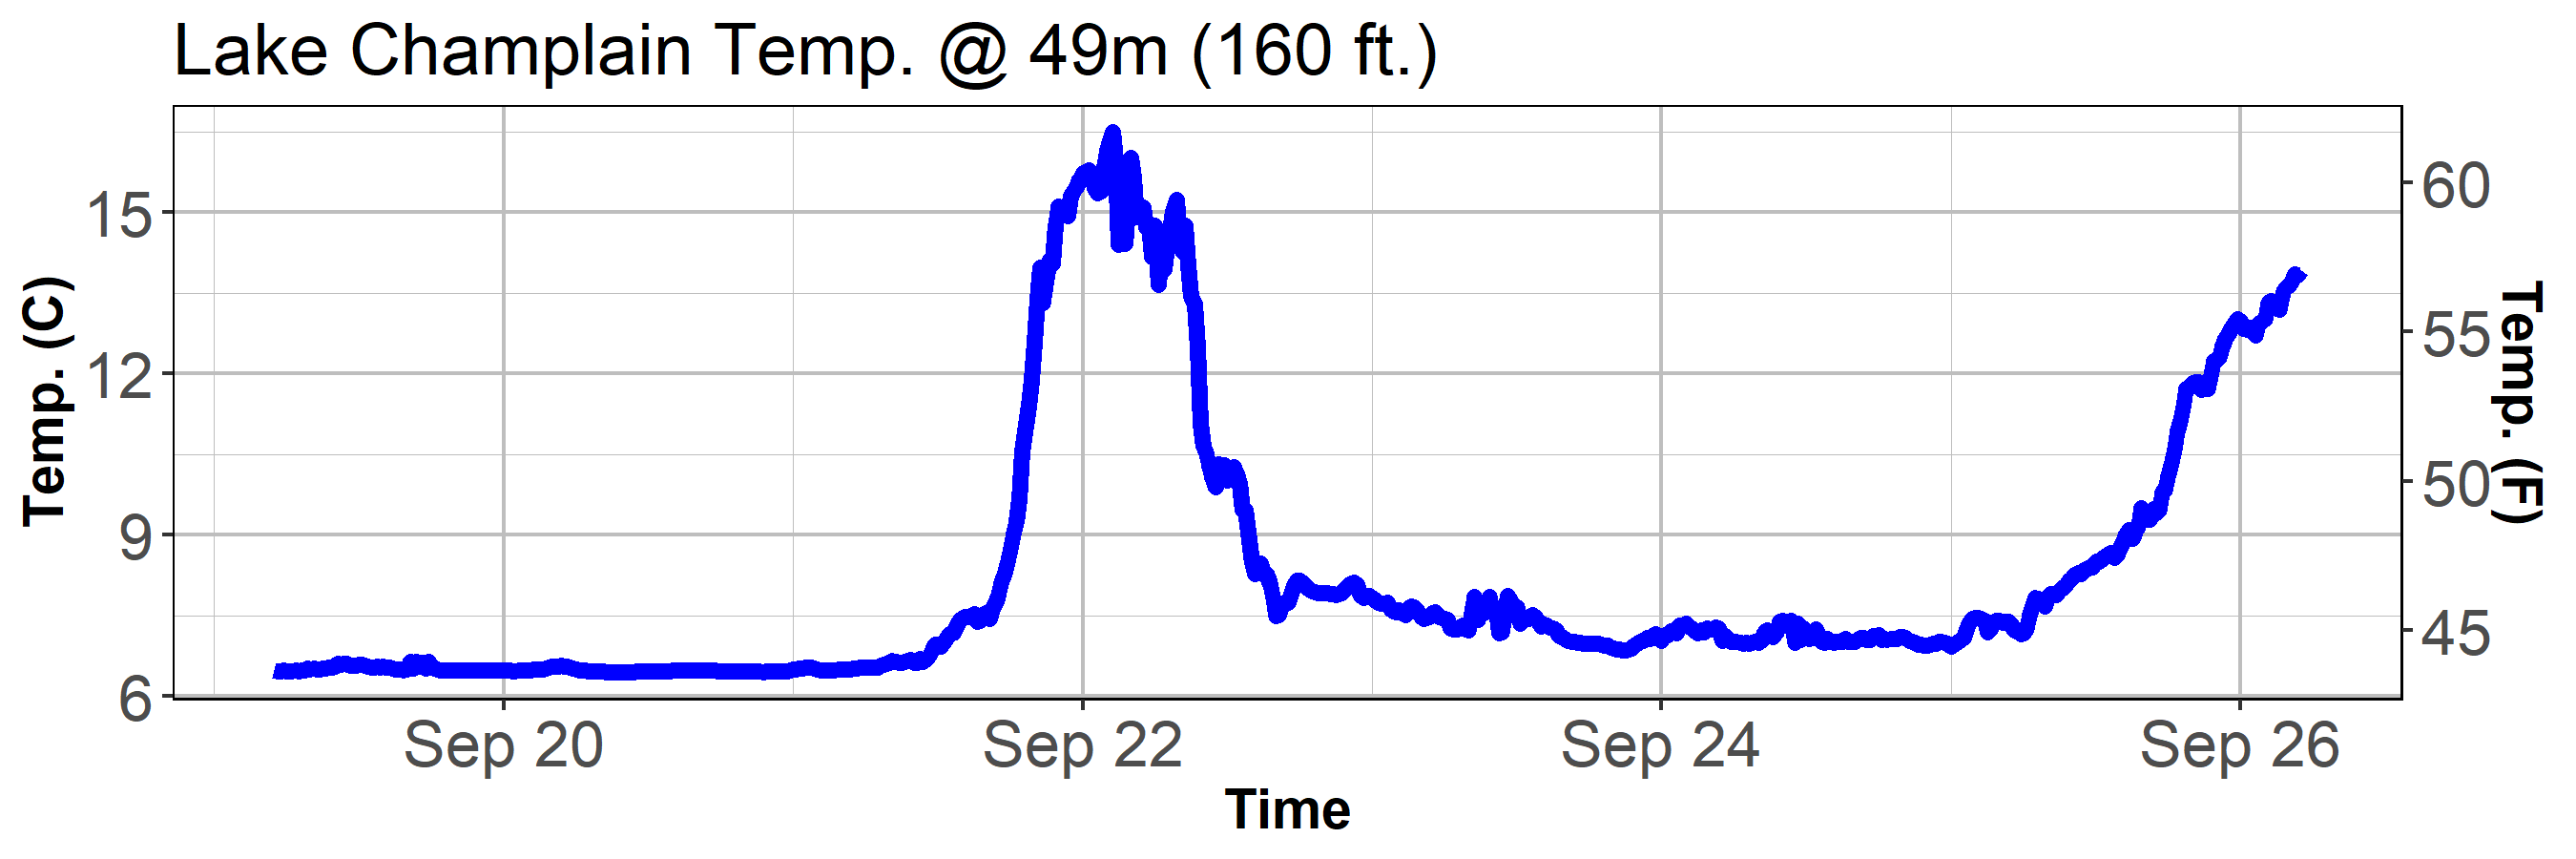 Lake Champlain Temp. @ 49m (160 ft.)
Temp. (C)
15
12
9
6
60
55
50
45
Temp. (F)
Sep 20
Sep 22
Sep 24
Sep 26
Time